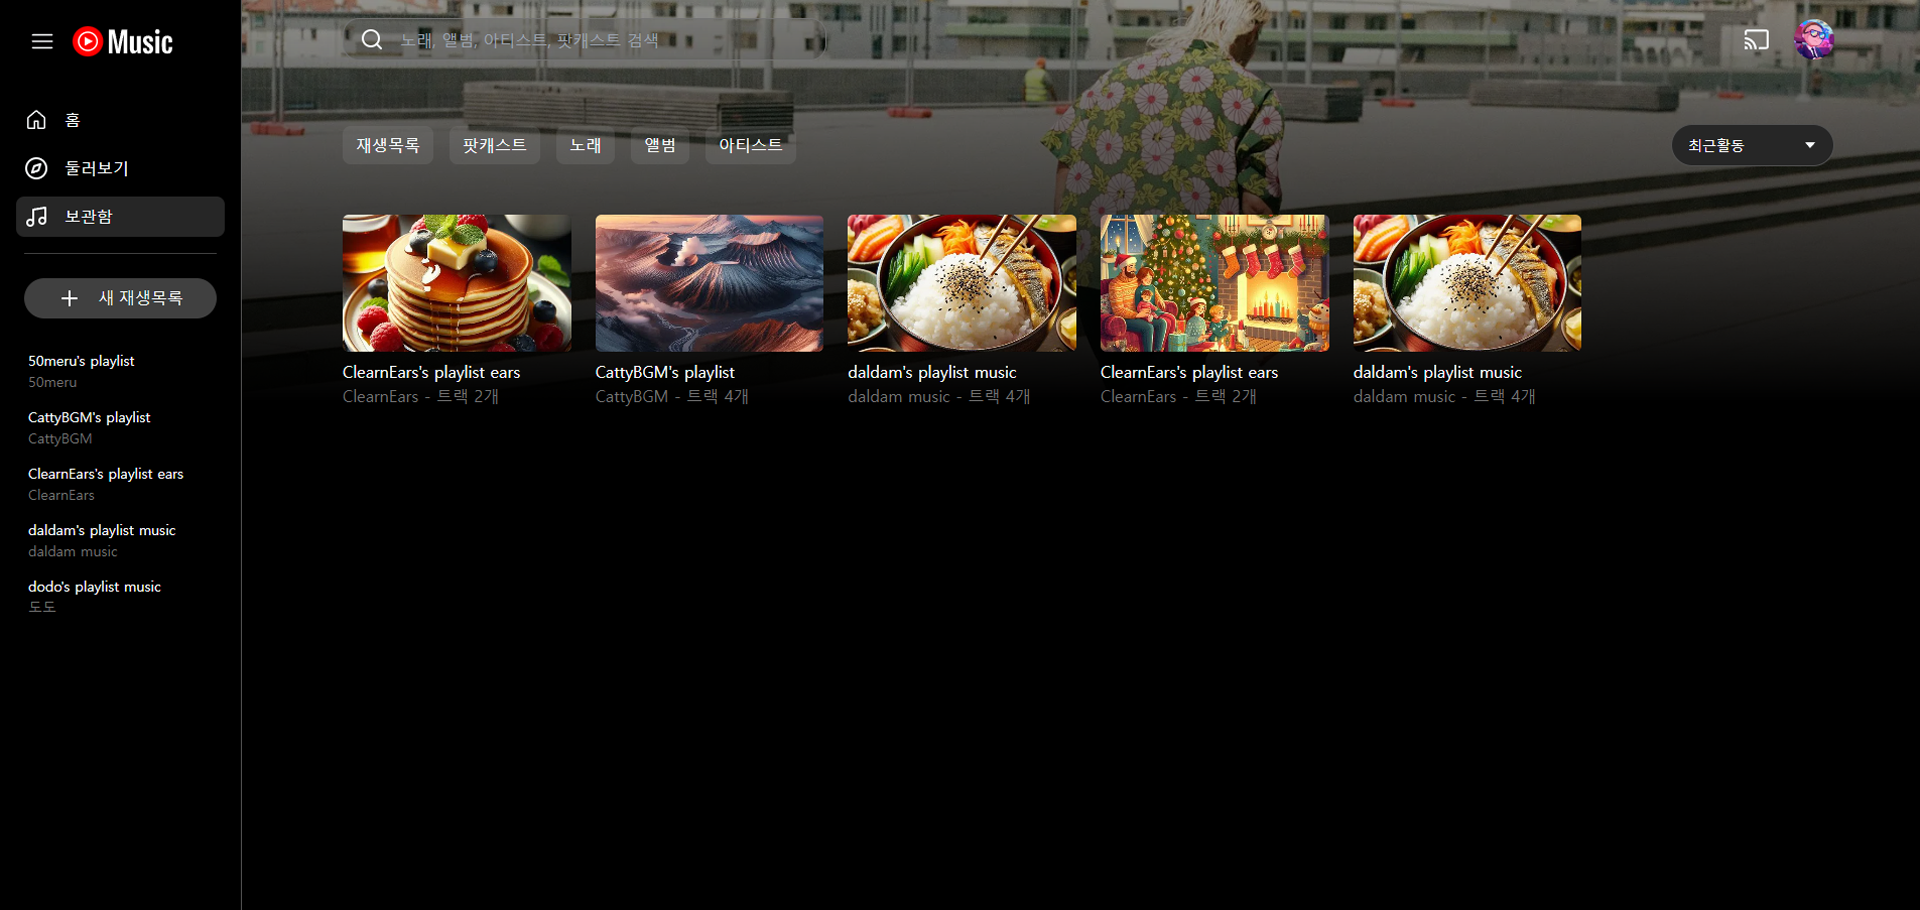 Music
노래, 앨범, 아티스트, 팟캐스트 검색
홈
둘러보기
보관함
새 재생목록
50meru's playlist
50meru
CattyBGM's playlist
CattyBGM
ClearnEars's playlist ears
ClearnEars
daldam's playlist music
daldam music
dodo's playlist music
도도
재생목록
팟캐스트
노래
앨범
아티스트
최근활동
ClearnEars's playlist ears
ClearnEars - 트랙 2개
CattyBGM's playlist
CattyBGM - 트랙 4개
daldam's playlist music
daldam music - 트랙 4개
ClearnEars's playlist ears
ClearnEars - 트랙 2개
daldam's playlist music
daldam music - 트랙 4개